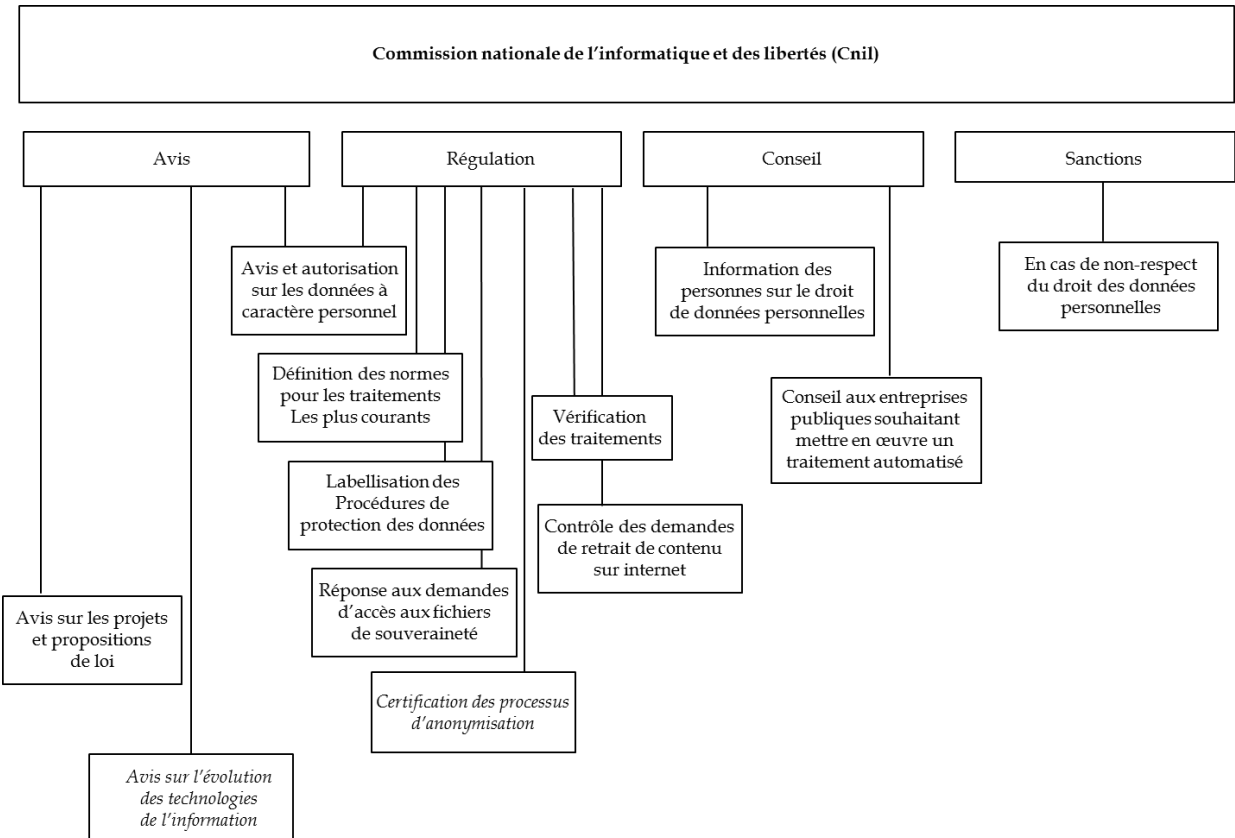 Commission nationale de l’informatique et des libertés (Cnil)
Avis
Régulation
Conseil
Sanctions
Avis et autorisation
sur les données à
caractère personnel
Information des
personnes sur le droit
de données personnelles
En cas de non-respect
du droit des données
personnelles
Définition des normes
pour les traitements
Les plus courants
Vérification
des traitements
Conseil aux entreprises
publiques souhaitant
mettre en œuvre un
traitement automatisé
Labellisation des
Procédures de
protection des données
Contrôle des demandes
de retrait de contenu
sur internet
Réponse aux demandes
d’accès aux fichiers
de souveraineté
Avis sur les projets
et propositions
de loi
Certification des processus
d’anonymisation
Avis sur l’évolution
des technologies
de l’information